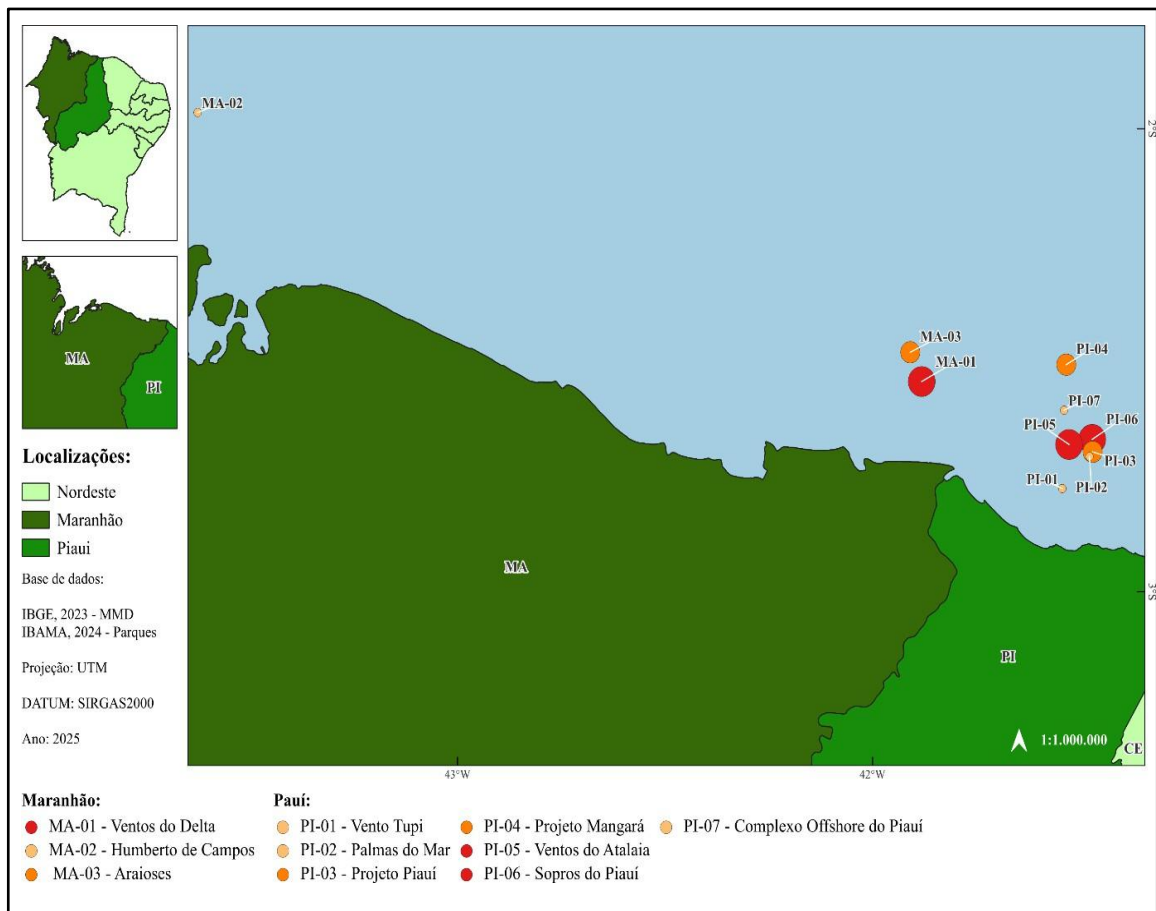 MA-02
2°S
MA-03
MA-01
PI-04
PI-07
PI-05
PI-06
PI-03
PI-01
PI-02
MA
PI
MA
PI
CE
3°S
1:1.000.000
43°W
42°W
Localizações:
Nordeste
Maranhão
Piaui
Base de dados:
IBGE, 2023 - MMD
IBAMA, 2024 - Parques
Projeção: UTM
DATUM: SIRGAS2000
Ano: 2025
Maranhão:
MA-01 - Ventos do Delta
MA-02 - Humberto de Campos
MA-03 - Araioses
Pauí:
PI-01 - Vento Tupi
PI-02 - Palmas do Mar
PI-03 - Projeto Piauí
PI-04 - Projeto Mangará
PI-05 - Ventos do Atalaia
PI-06 - Sopros do Piauí
PI-07 - Complexo Offshore do Piauí